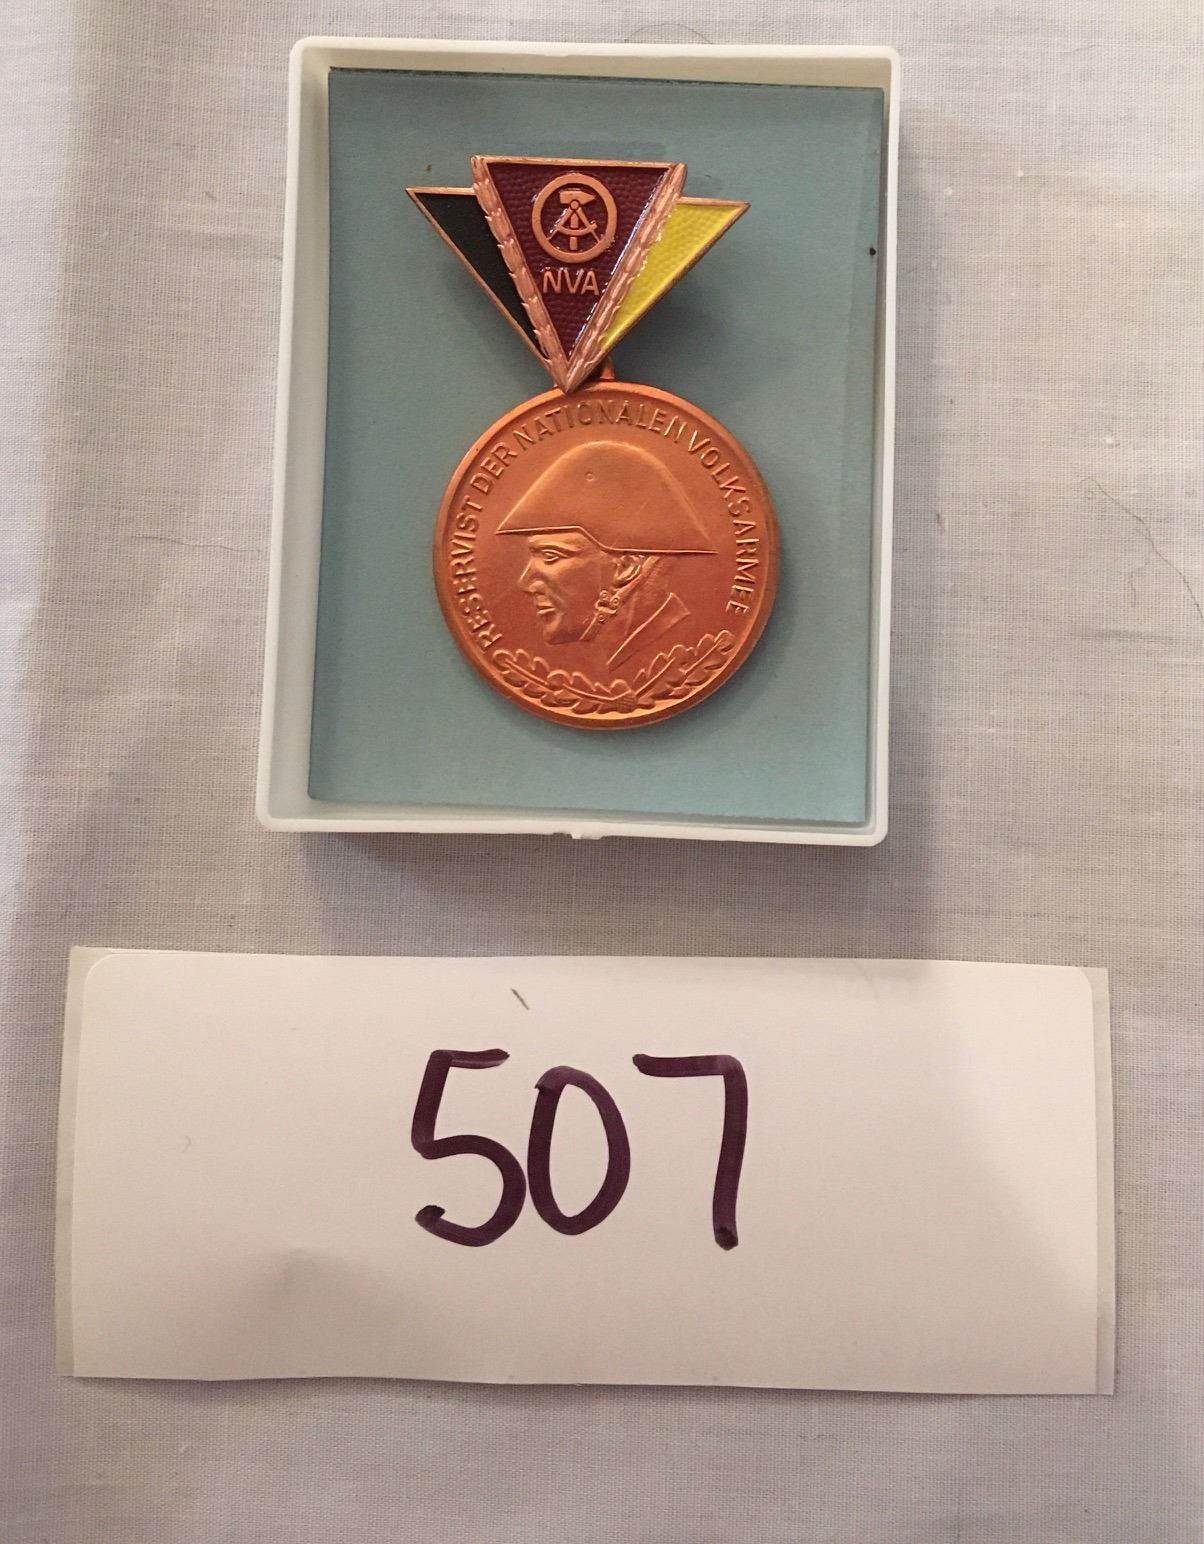 NVA
RESERVIST DER NATIONALEN VOLKSARMEE
507